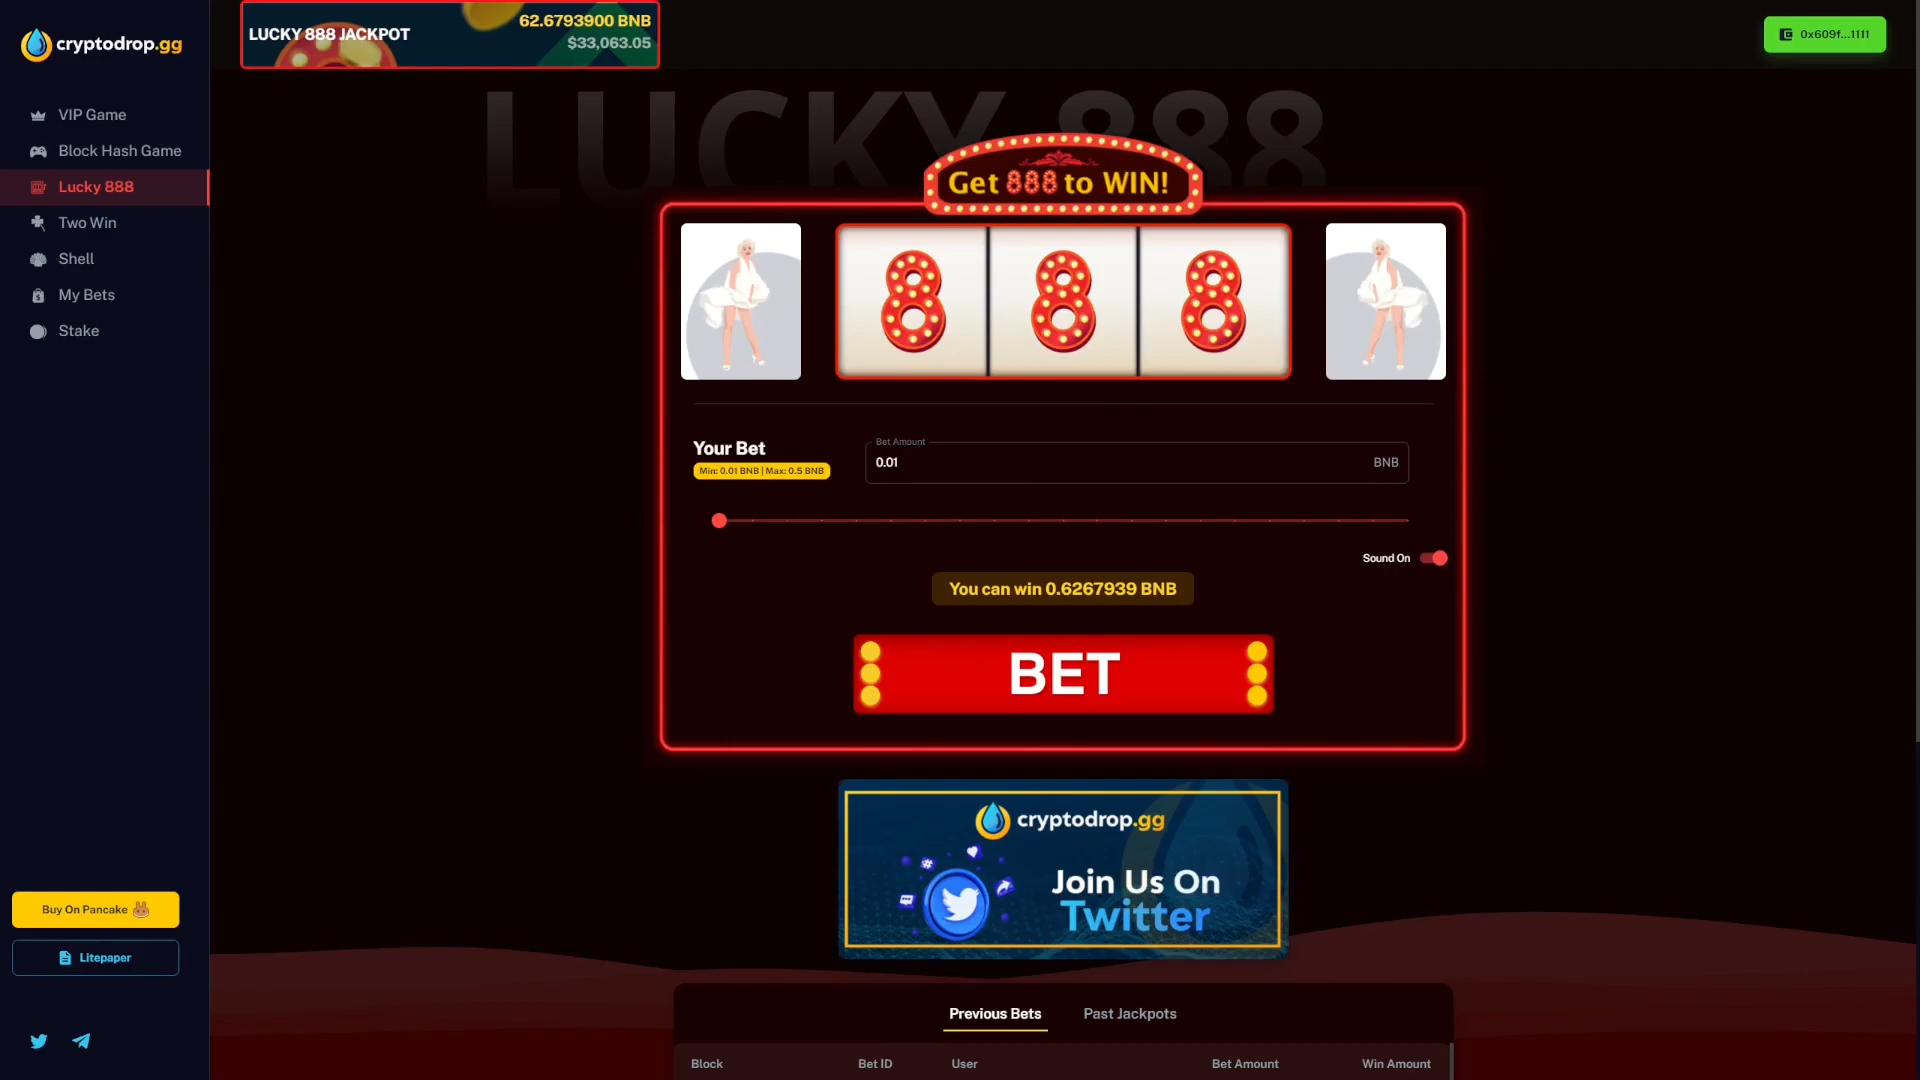 cryptodrop.gg
LUCKY 888 JACKPOT
62.6793900 BNB
$33,063.05
0x609f...1111
VIP Game
Block Hash Game
Lucky 888
Two Win
Shell
My Bets
Stake
Buy On Pancake
Litepaper
LUCKY 888
Get 888 to WIN!
8 8 8
Your Bet
Min: 0.01 BNB | Max: 0.5 BNB
Bet Amount
0.01
BNB
Sound On
You can win 0.6267939 BNB
BET
cryptodrop.gg
Join Us On
Twitter
Previous Bets
Past Jackpots
Block
Bet ID
User
Bet Amount
Win Amount